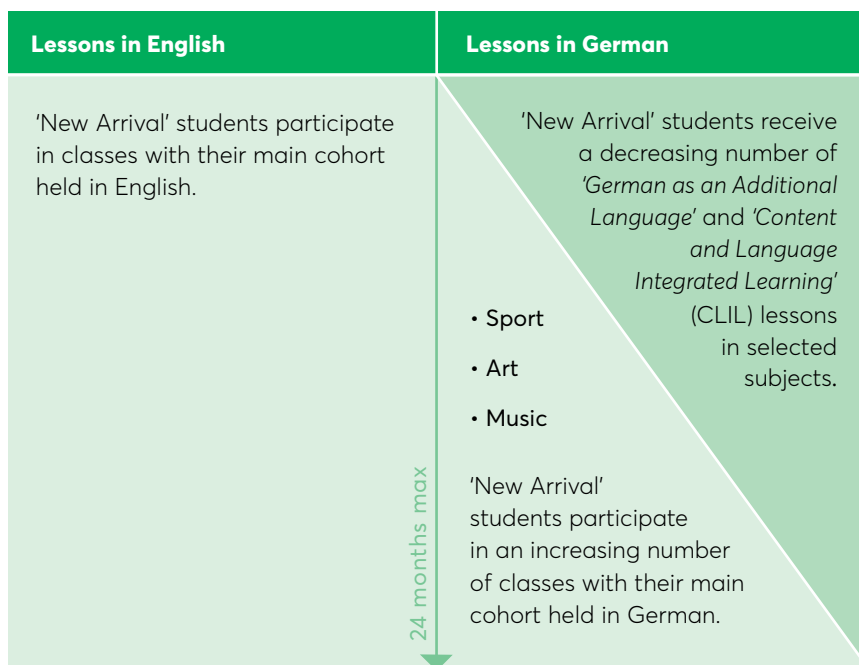 Lessons in English
Lessons in German
‘New Arrival’ students participate
in classes with their main cohort
held in English.
‘New Arrival’ students receive
a decreasing number of
‘German as an Additional
Language’ and ‘Content
and Language
Integrated Learning’
(CLIL) lessons
in selected
subjects.
• Sport
• Art
• Music
‘New Arrival’
students participate
in an increasing number
of classes with their main
cohort held in German.
24 months max